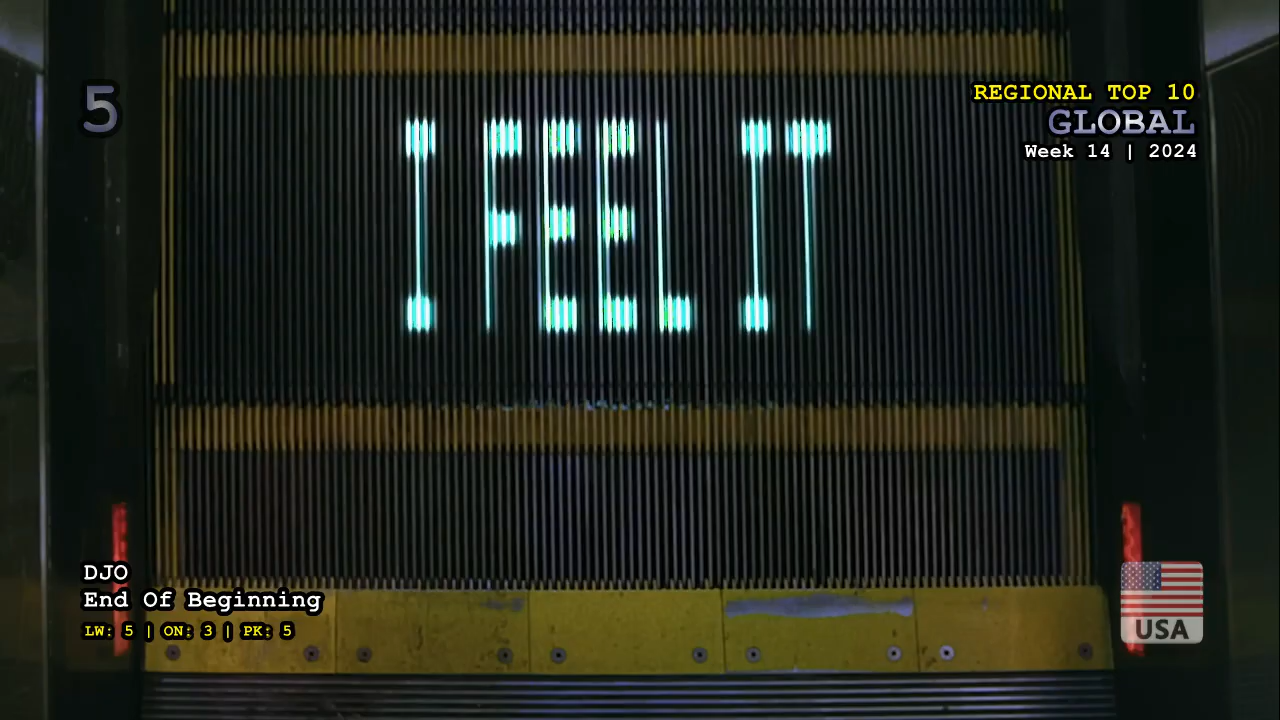 5
REGIONAL TOP 10
GLOBAL
Week 14 | 2024
I FEEL IT
DJO
End Of Beginning
LW: 5 | ON: 3 | PK: 5
USA